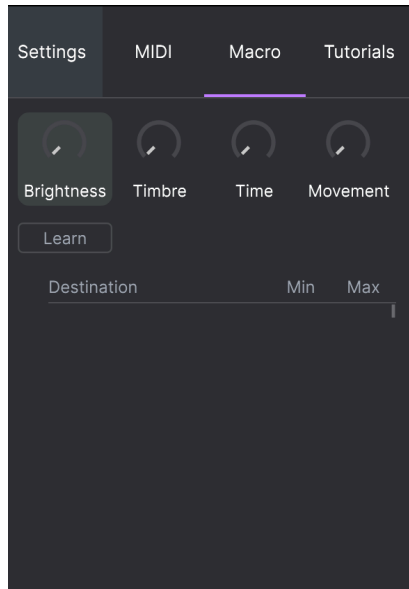 Settings MIDI Macro Tutorials
Brightness Timbre Time Movement
Learn
Destination Min Max